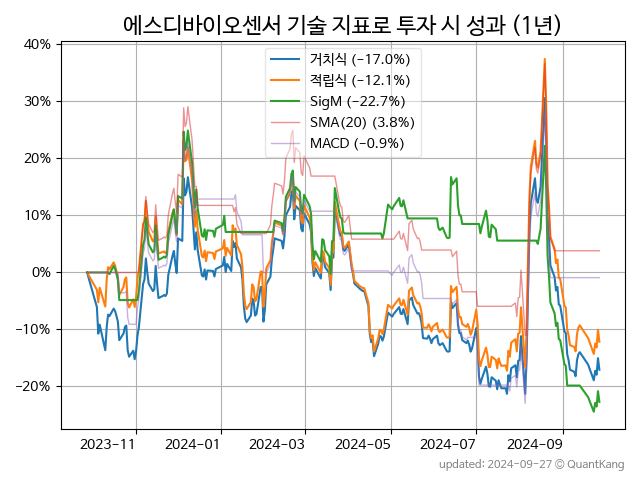 에스디바이오센서 기술 지표로 투자 시 성과 (1년)
40%
30%
20%
10%
0%
−10%
−20%
거치식 (−17.0%)
적립식 (−12.1%)
SigM (−22.7%)
SMA(20) (3.8%)
MACD (−0.9%)
2023-11 2024-01 2024-03 2024-05 2024-07 2024-09
updated: 2024-09-27 © QuantKang